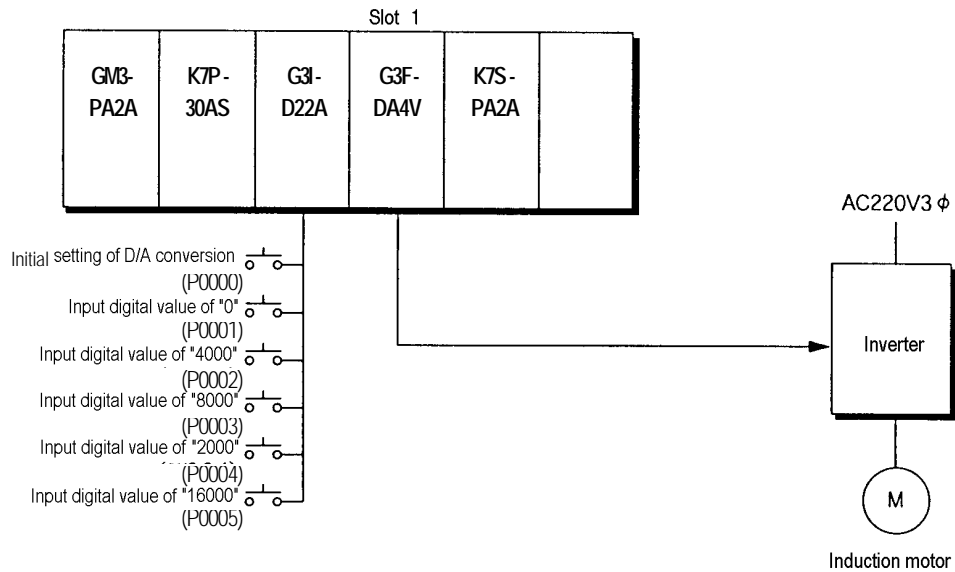 Slot 1
GM3-
PA2A
K7P-
30AS
G3I-
D22A
G3F-
DA4V
K7S-
PA2A
AC220V3 ϕ
Initial setting of D/A conversion
(P0000)
Input digital value of "0"
(P0001)
Input digital value of "4000"
(P0002)
Input digital value of "8000"
(P0003)
Input digital value of "2000"
(P0004)
Input digital value of "16000"
(P0005)
Inverter
M
Induction motor